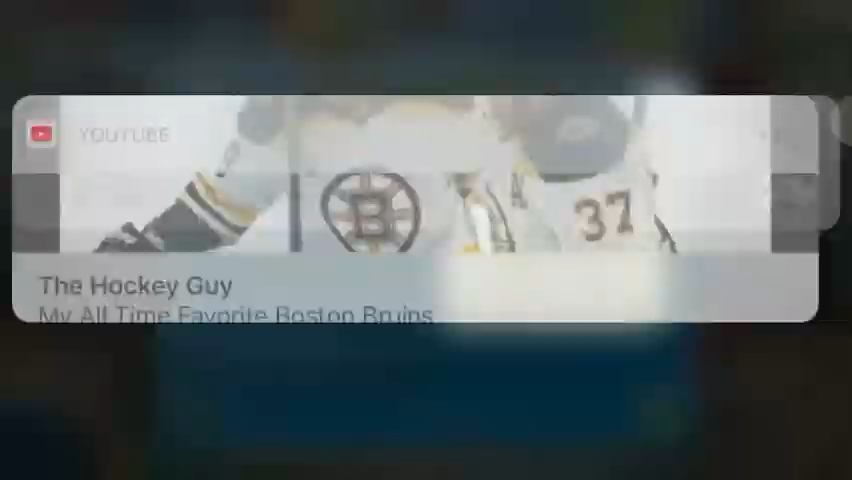 YOUTUBE
B
A
37
The Hockey Guy
My All Time Favorite Boston Bruins